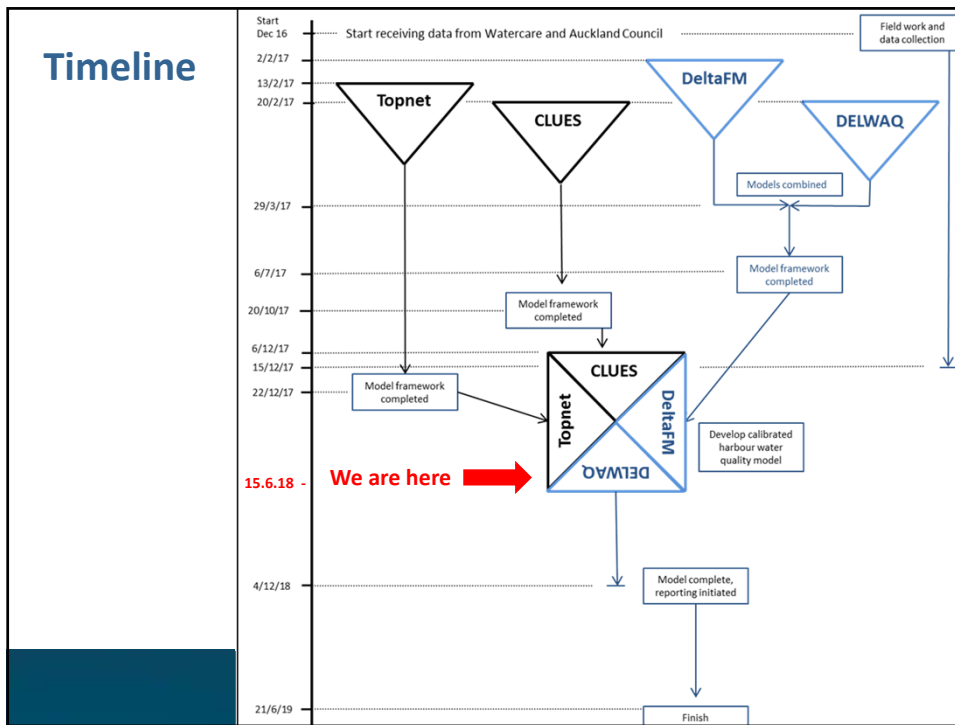 Timeline
Start
Dec 16
Start receiving data from Watercare and Auckland Council
Field work and
data collection
2/2/17
13/2/17
20/2/17
Topnet
CLUES
DeltaFM
DELWAQ
Models combined
29/3/17
6/7/17
Model framework
completed
20/10/17
Model framework
completed
6/12/17
15/12/17
22/12/17
Model framework
completed
CLUES
Topnet
DeltaFM
DELWAQ
Develop calibrated
harbour water
quality model
15.6.18 -
We are here
4/12/18
Model complete,
reporting initiated
21/6/19
Finish